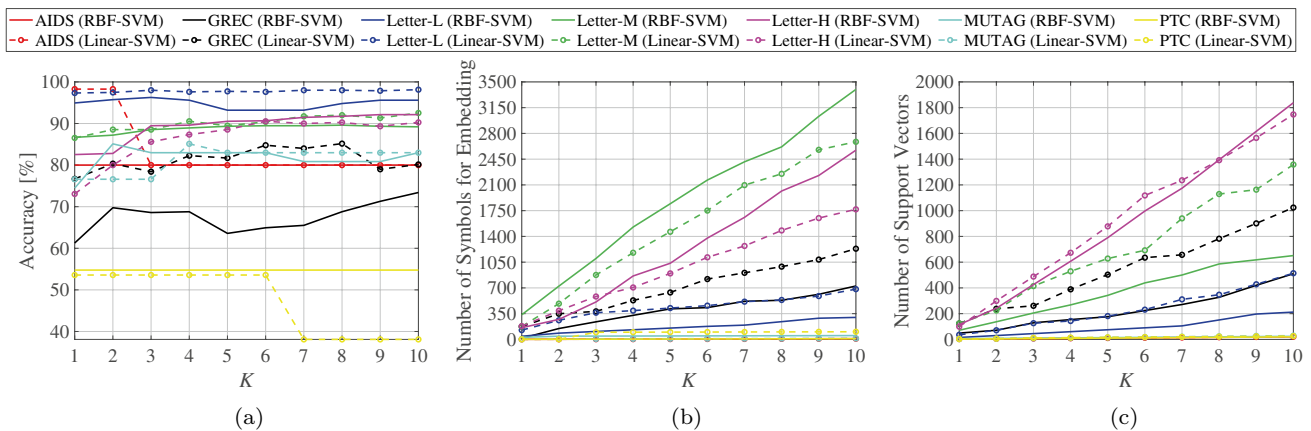 AIDS (RBF-SVM) GREC (RBF-SVM) Letter-L (RBF-SVM) Letter-M (RBF-SVM) Letter-H (RBF-SVM) MUTAG (RBF-SVM) PTC (RBF-SVM)
AIDS (Linear-SVM) GREC (Linear-SVM) Letter-L (Linear-SVM) Letter-M (Linear-SVM) Letter-H (Linear-SVM) MUTAG (Linear-SVM) PTC (Linear-SVM)
Accuracy [%]
100
90
80
70
60
50
40
1 2 3 4 5 6 7 8 9 10
K
(a)
Number of Symbols for Embedding
3500
3150
2800
2450
2100
1750
1400
1050
700
350
0
1 2 3 4 5 6 7 8 9 10
K
(b)
Number of Support Vectors
2000
1800
1600
1400
1200
1000
800
600
400
200
0
1 2 3 4 5 6 7 8 9 10
K
(c)